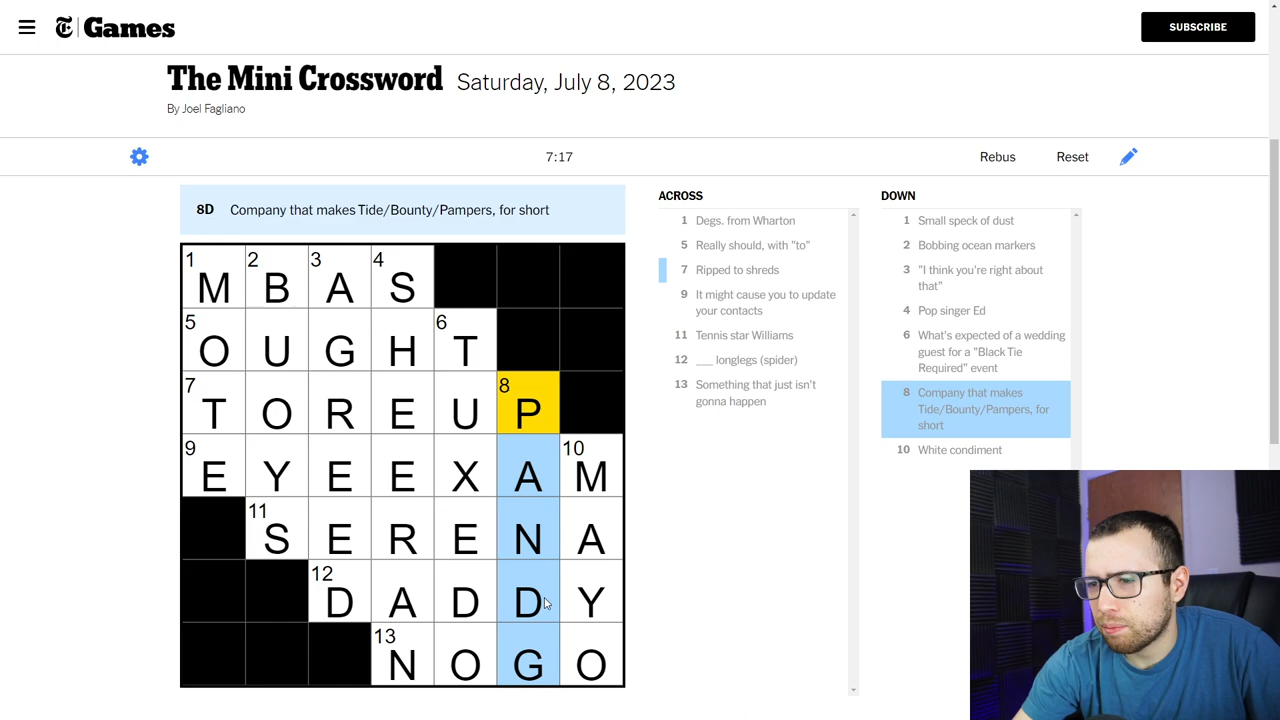 Games
SUBSCRIBE
The Mini Crossword Saturday, July 8, 2023
By Joel Fagliano
7:17
Rebus
Reset
8D Company that makes Tide/Bounty/Pampers, for short
1 M 2 B 3 A 4 S
5 O U G H 6 T
7 T O R E U 8 P
9 E Y E E X A 10 M
11 S E R E N A
12 D A D D Y
13 N O G O
ACROSS
1 Degs. from Wharton
5 Really should, with "to"
7 Ripped to shreds
9 It might cause you to update
your contacts
11 Tennis star Williams
12 ___ longlegs (spider)
13 Something that just isn't
gonna happen
DOWN
1 Small speck of dust
2 Bobbing ocean markers
3 "I think you're right about
that"
4 Pop singer Ed
6 What's expected of a wedding
guest for a "Black Tie
Required" event
8 Company that makes
Tide/Bounty/Pampers, for
short
10 White condiment